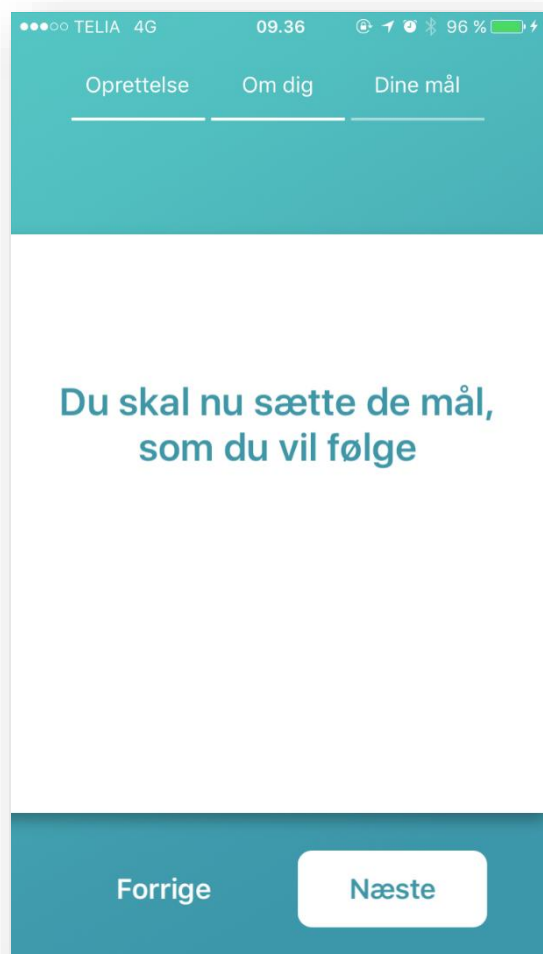 TELIA 4G 09.36 96 %
Oprettelse Om dig Dine mål
Du skal nu sætte de mål,
som du vil følge
Forrige Næste